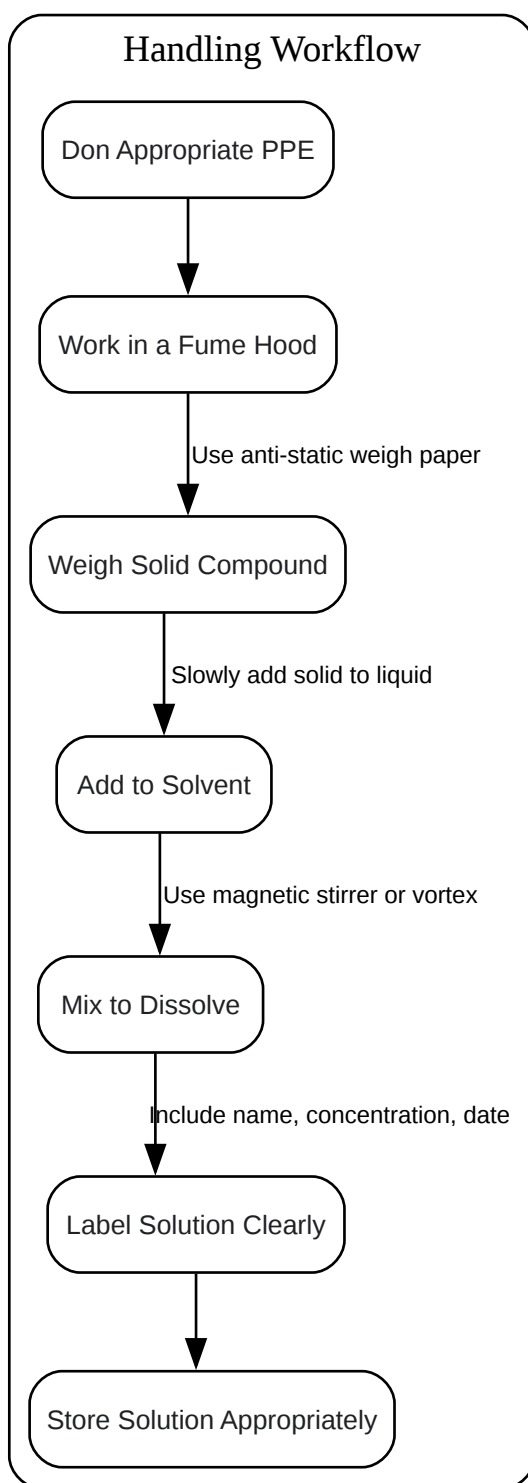 Handling Workflow
Don Appropriate PPE
Work in a Fume Hood
Use anti-static weigh paper
Weigh Solid Compound
Slowly add solid to liquid
Add to Solvent
Use magnetic stirrer or vortex
Mix to Dissolve
Include name, concentration, date
Label Solution Clearly
Store Solution Appropriately